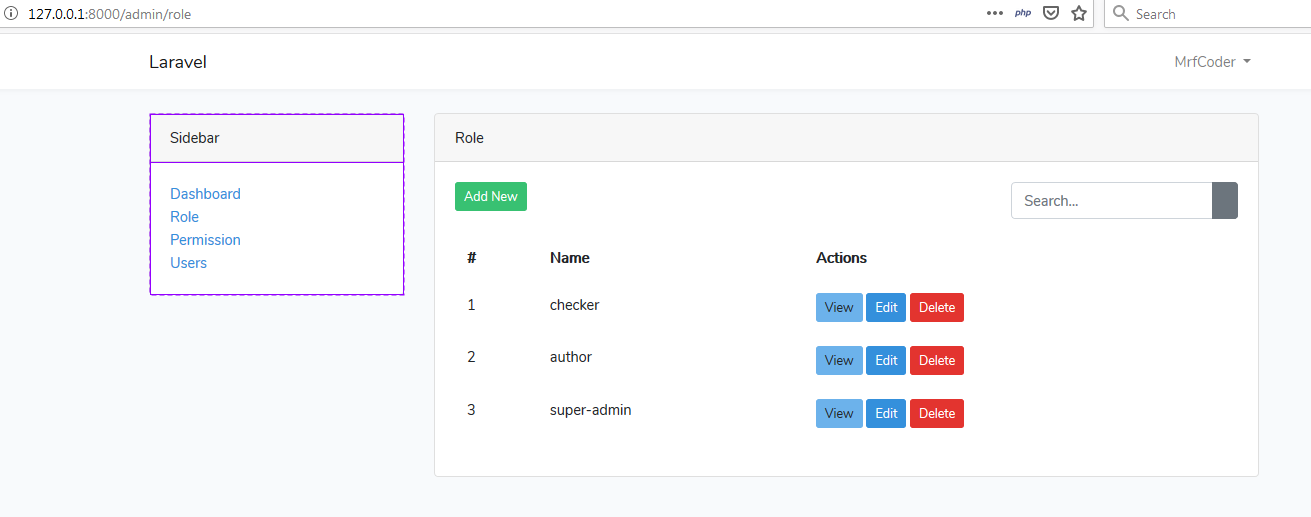 127.0.0.1:8000/admin/role php Search
Laravel MrfCoder
Sidebar
Dashboard
Role
Permission
Users
Role
Add New Search...
# Name Actions
1 checker View Edit Delete
2 author View Edit Delete
3 super-admin View Edit Delete